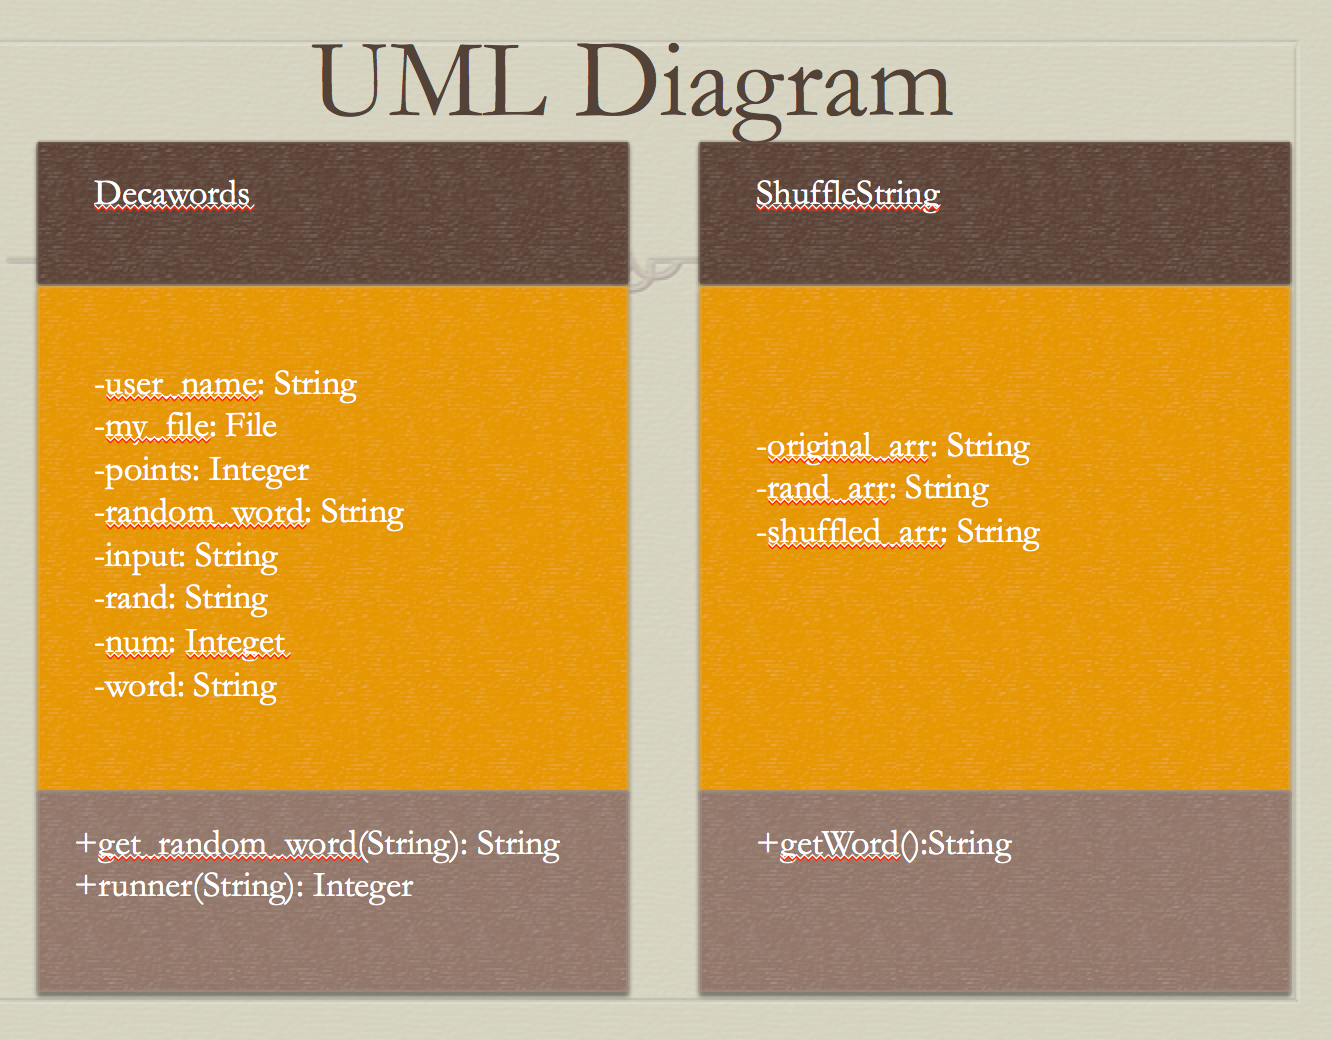 UML Diagram
Decawords
-user_name: String
-my_file: File
-points: Integer
-random_word: String
-input: String
-rand: String
-num: Integet
-word: String
+get_random_word(String): String
+runner(String): Integer
ShuffleString
-original_arr: String
-rand_arr: String
-shuffled_arr: String
+getWord():String